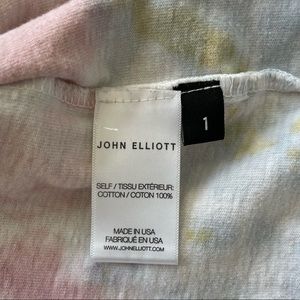 1
JOHN ELLIOTT
SELF / TISSU EXTÉRIEUR:
COTTON / COTON 100%
MADE IN USA
FABRIQUÉ EN USA
WWW.JOHNELLIOTT.COM